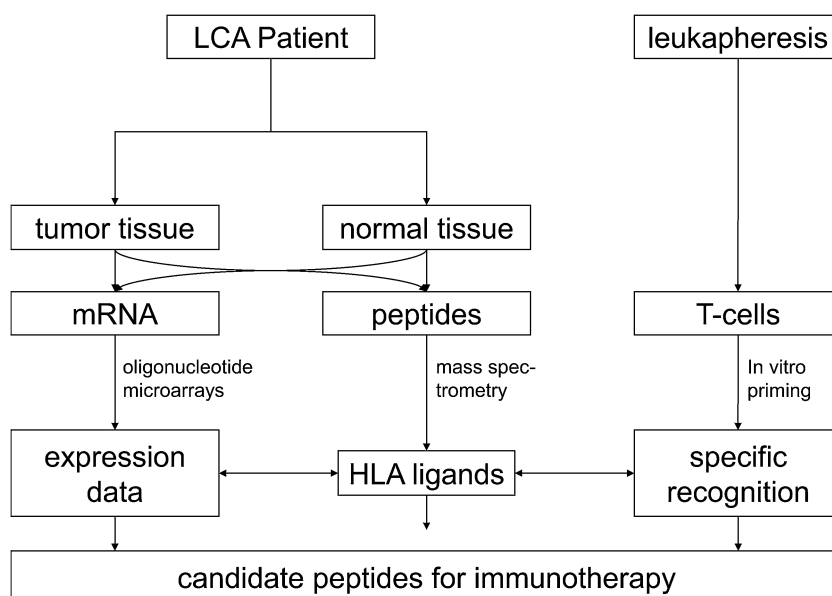 LCA Patient
leukapheresis
tumor tissue
normal tissue
mRNA
peptides
T-cells
oligonucleotide
microarrays
mass spec-
trometry
In vitro
priming
expression
data
HLA ligands
specific
recognition
candidate peptides for immunotherapy